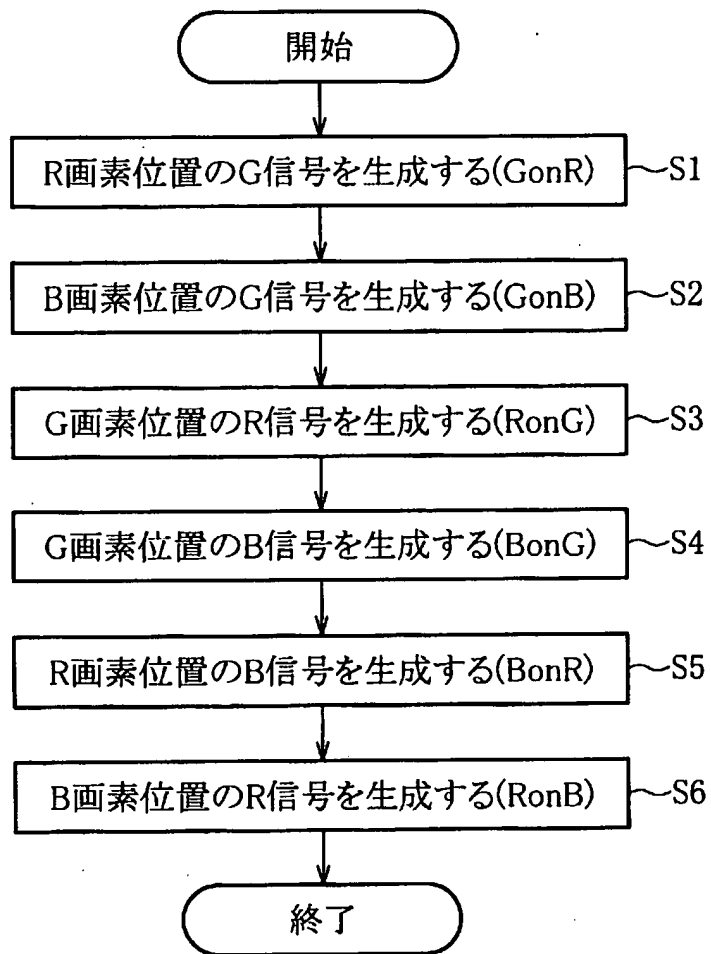 開始
R画素位置のG信号を生成する(GonR) ~S1
B画素位置のG信号を生成する(GonB) ~S2
G画素位置のR信号を生成する(RonG) ~S3
G画素位置のB信号を生成する(BonG) ~S4
R画素位置のB信号を生成する(BonR) ~S5
B画素位置のR信号を生成する(RonB) ~S6
終了